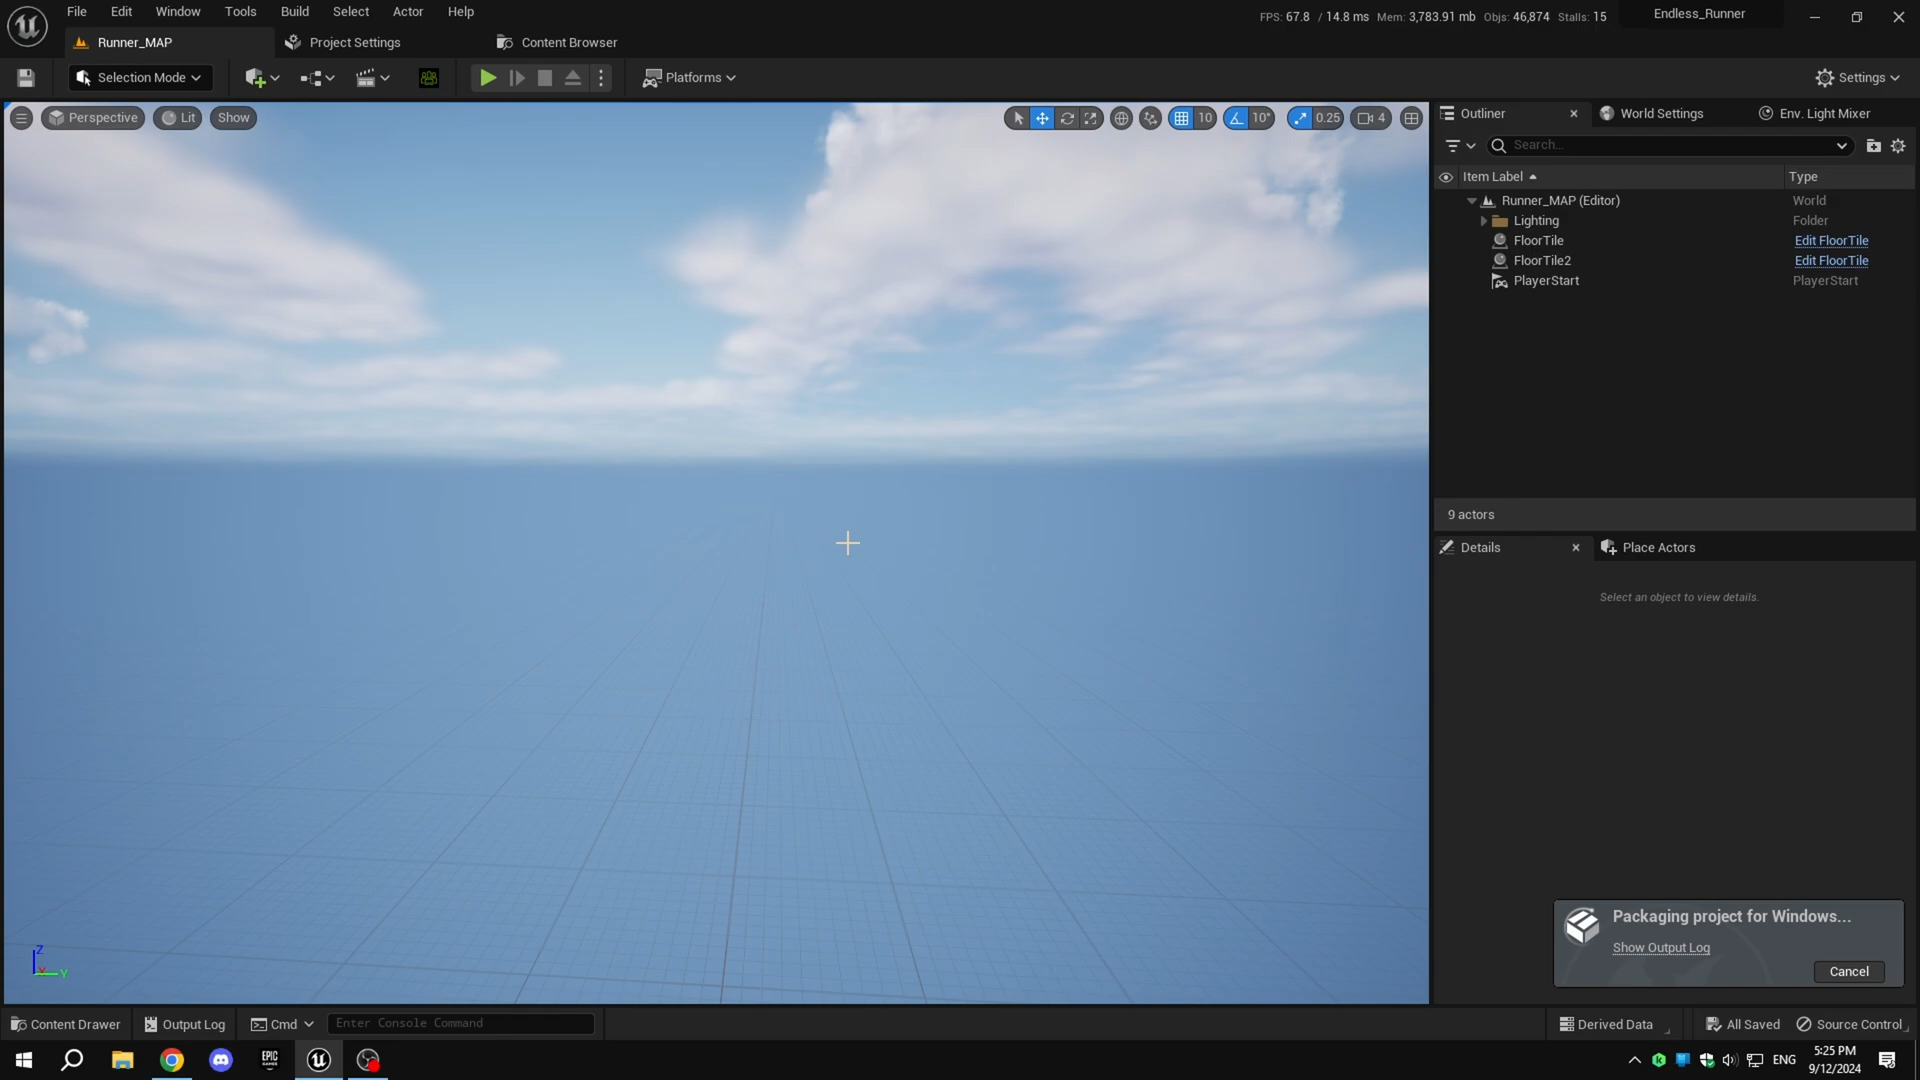 File Edit Window Tools Build Select Actor Help
FPS: 67.8 / 14.8 ms Mem: 3,783.91 mb Objs: 46,874 Stalls: 15
Endless_Runner
Runner_MAP
Project Settings
Content Browser
Selection Mode
Platforms
Settings
Perspective
Lit
Show
10
10°
0.25
4
Outliner
World Settings
Env. Light Mixer
Search...
Item Label
Type
Runner_MAP (Editor) World
Lighting Folder
FloorTile Edit FloorTile
FloorTile2 Edit FloorTile
PlayerStart PlayerStart
9 actors
Details
Place Actors
Select an object to view details.
Packaging project for Windows...
Show Output Log
Cancel
Z
X
Y
Content Drawer
Output Log
Cmd
Enter Console Command
Derived Data
All Saved
Source Control
EPIC
GAMES
ENG
5:25 PM
9/12/2024